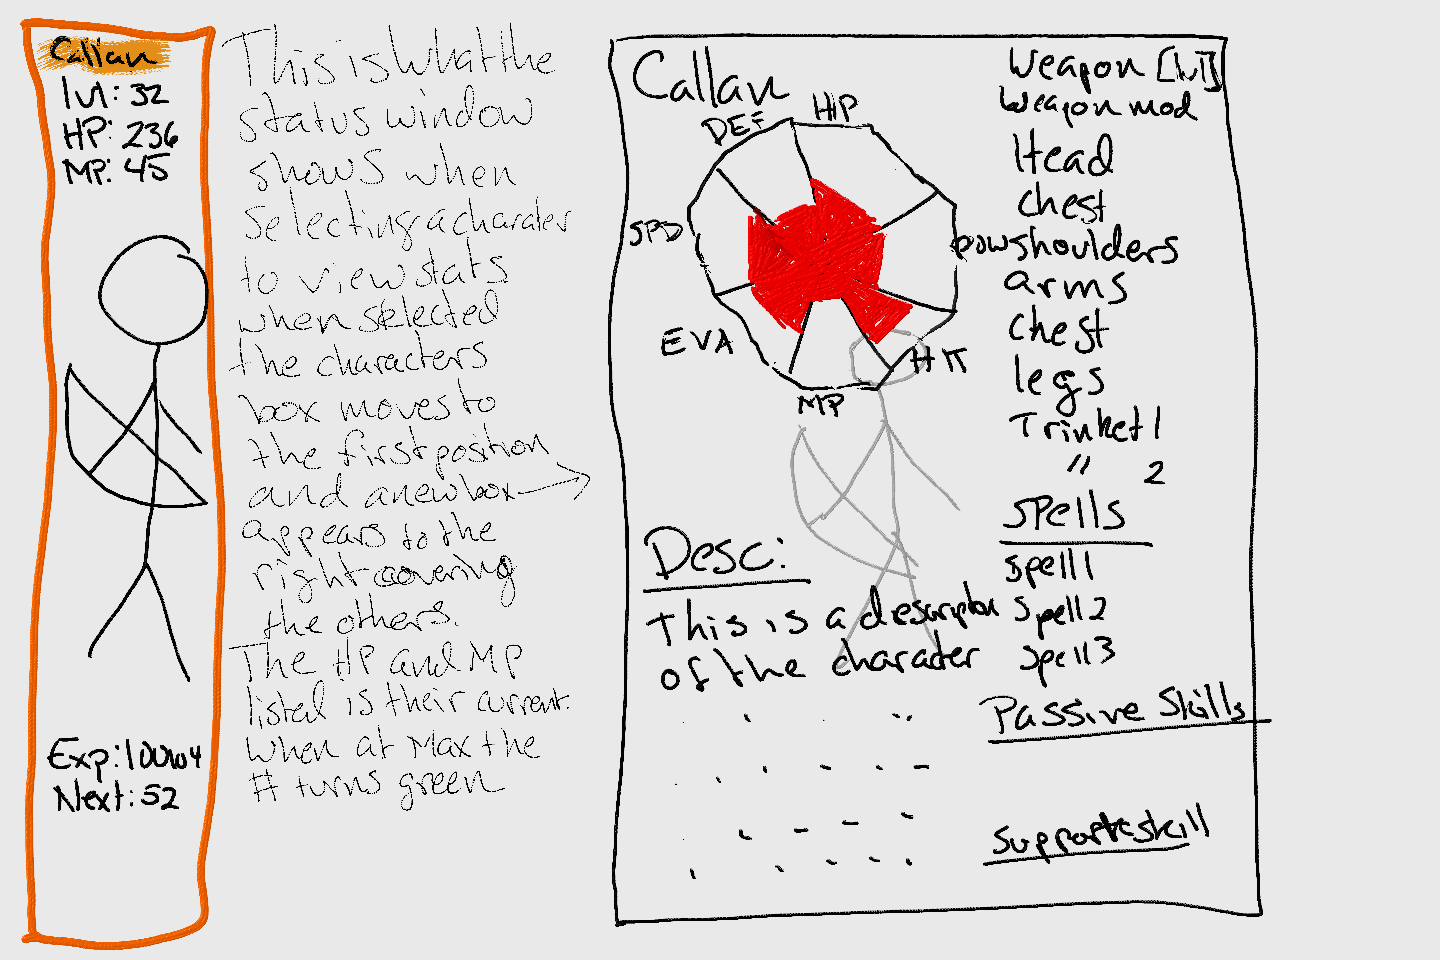 Callan
lvl: 32
HP: 236
MP: 45
Exp: 10004
Next: 52
This is what the
status window
shows when
selecting a charater
to view stats
when selected
the characters
box moves to
the first position
and a new box
appears to the
right covering
the others.
The HP and MP
listed is their current.
When at Max the
# turns green
Callan
DEF
HP
SPD
EVA
MP
HIT
Weapon [lvl]
Weapon mod
Head
Chest
shoulders
arms
Chest
legs
Trinket 1
" 2
Spells
Spell 1
Spell 2
Spell 3
Passive Skills
Support skill
Desc:
This is a description
of the character